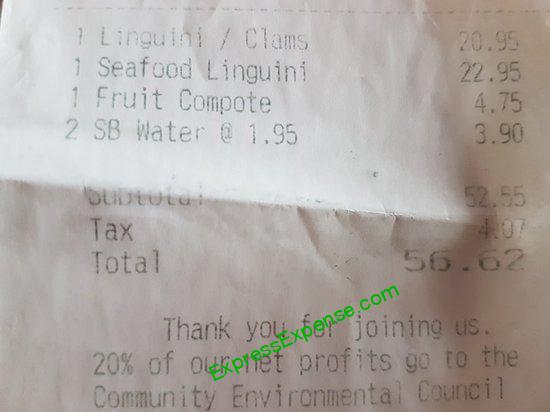 1 Linguini / Clams 20.95
1 Seafood Linguini 22.95
1 Fruit Compote 4.75
2 SB Water @ 1.95 3.90
Subtotal 52.55
Tax 4.07
Total 56.62
Thank you for joining us.
20% of our net profits go to the
Community Environmental Council
ExpressExpense.com